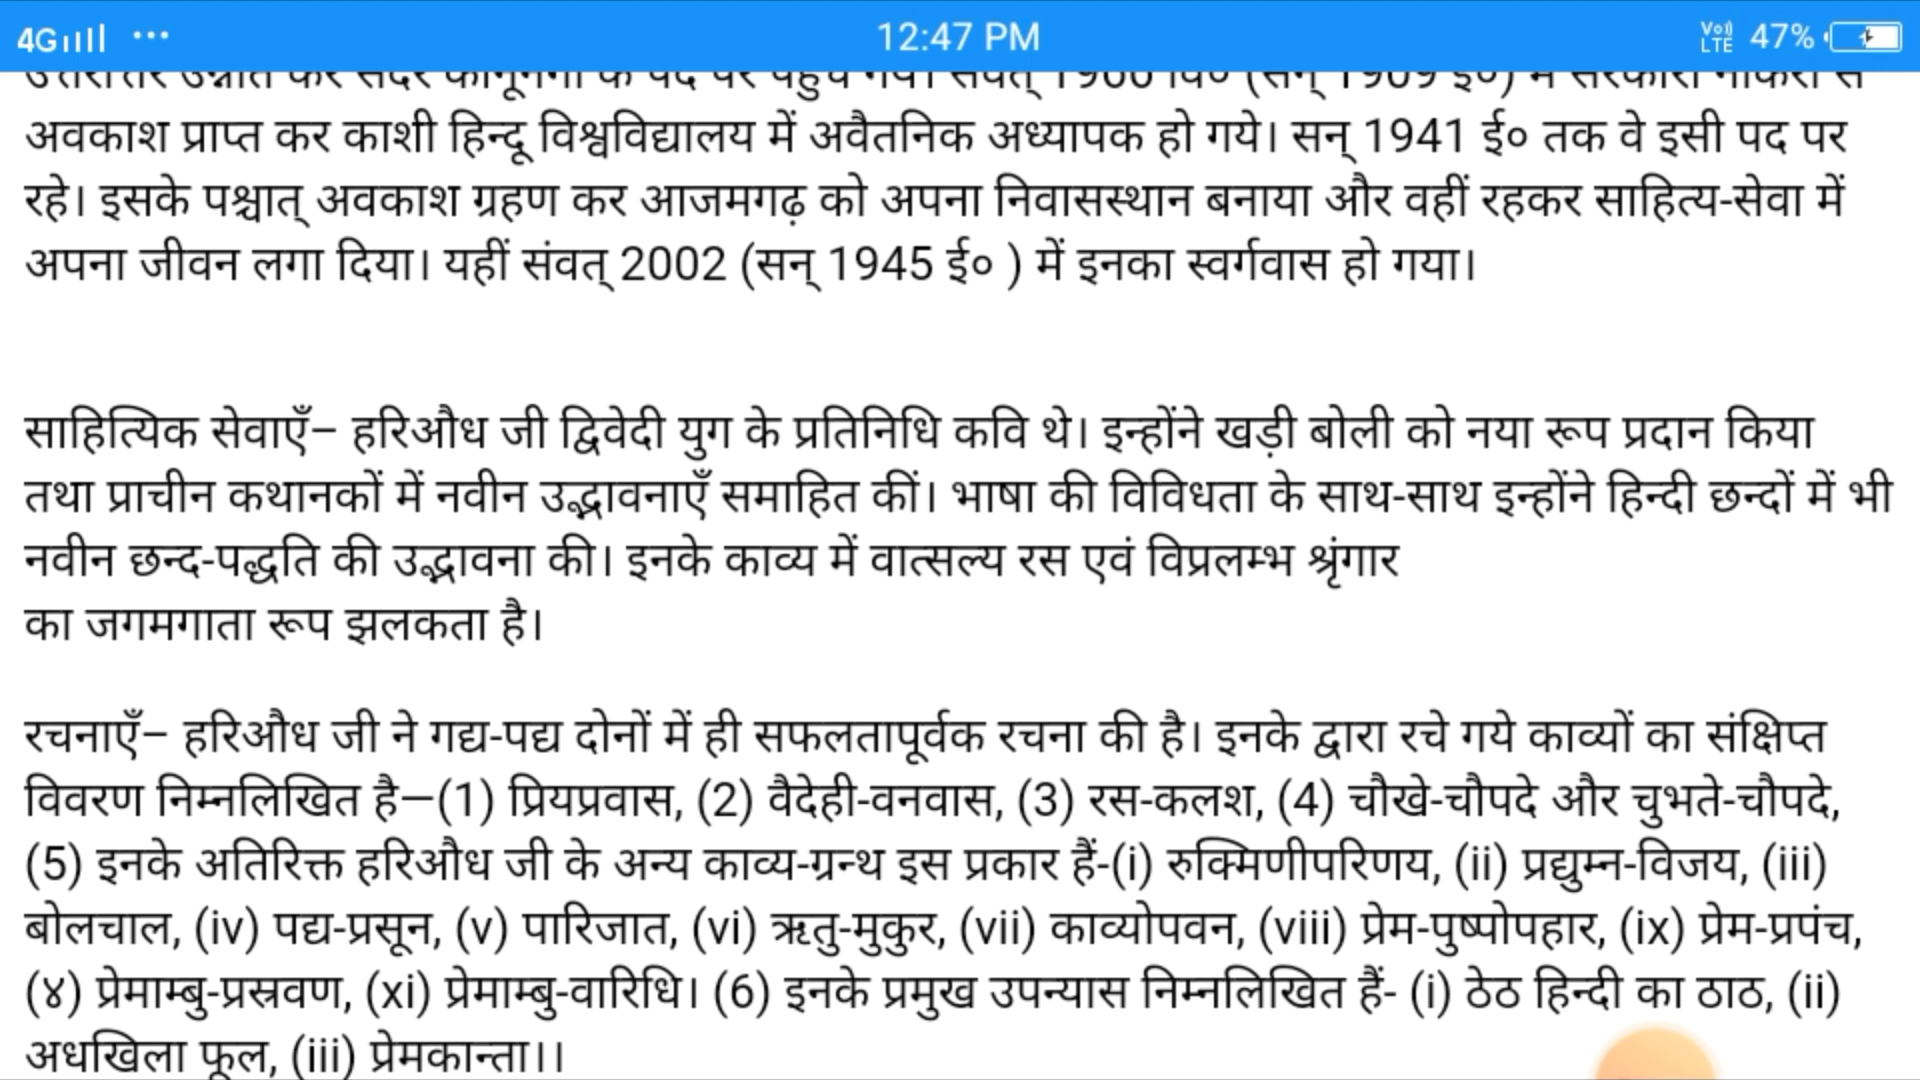 4G 12:47 PM VoI) LTE 47%
पद पर सरकारी
अवकाश प्राप्त कर काशी हिन्दू विश्वविद्यालय में अवैतनिक अध्यापक हो गये। सन् 1941 ई० तक वे इसी पद पर
रहे। इसके पश्चात् अवकाश ग्रहण कर आजमगढ़ को अपना निवासस्थान बनाया और वहीं रहकर साहित्य-सेवा में
अपना जीवन लगा दिया। यहीं संवत् 2002 (सन् 1945 ई० ) में इनका स्वर्गवास हो गया।
साहित्यिक सेवाएँ– हरिऔध जी द्विवेदी युग के प्रतिनिधि कवि थे। इन्होंने खड़ी बोली को नया रूप प्रदान किया
तथा प्राचीन कथानकों में नवीन उद्भावनाएँ समाहित कीं। भाषा की विविधता के साथ-साथ इन्होंने हिन्दी छन्दों में भी
नवीन छन्द-पद्धति की उद्भावना की। इनके काव्य में वात्सल्य रस एवं विप्रलम्भ श्रृंगार
का जगमगाता रूप झलकता है।
रचनाएँ– हरिऔध जी ने गद्य-पद्य दोनों में ही सफलतापूर्वक रचना की है। इनके द्वारा रचे गये काव्यों का संक्षिप्त
विवरण निम्नलिखित है—(1) प्रियप्रवास, (2) वैदेही-वनवास, (3) रस-कलश, (4) चौखे-चौपदे और चुभते-चौपदे,
(5) इनके अतिरिक्त हरिऔध जी के अन्य काव्य-ग्रन्थ इस प्रकार हैं-(i) रुक्मिणीपरिणय, (ii) प्रद्युम्न-विजय, (iii)
बोलचाल, (iv) पद्य-प्रसून, (v) पारिजात, (vi) ऋतु-मुकुर, (vii) काव्योपवन, (viii) प्रेम-पुष्पोपहार, (ix) प्रेम-प्रपंच,
(४) प्रेमाम्बु-प्रस्रवण, (xi) प्रेमाम्बु-वारिधि। (6) इनके प्रमुख उपन्यास निम्नलिखित हैं- (i) ठेठ हिन्दी का ठाठ, (ii)
अधखिला फूल, (iii) प्रेमकान्ता।।